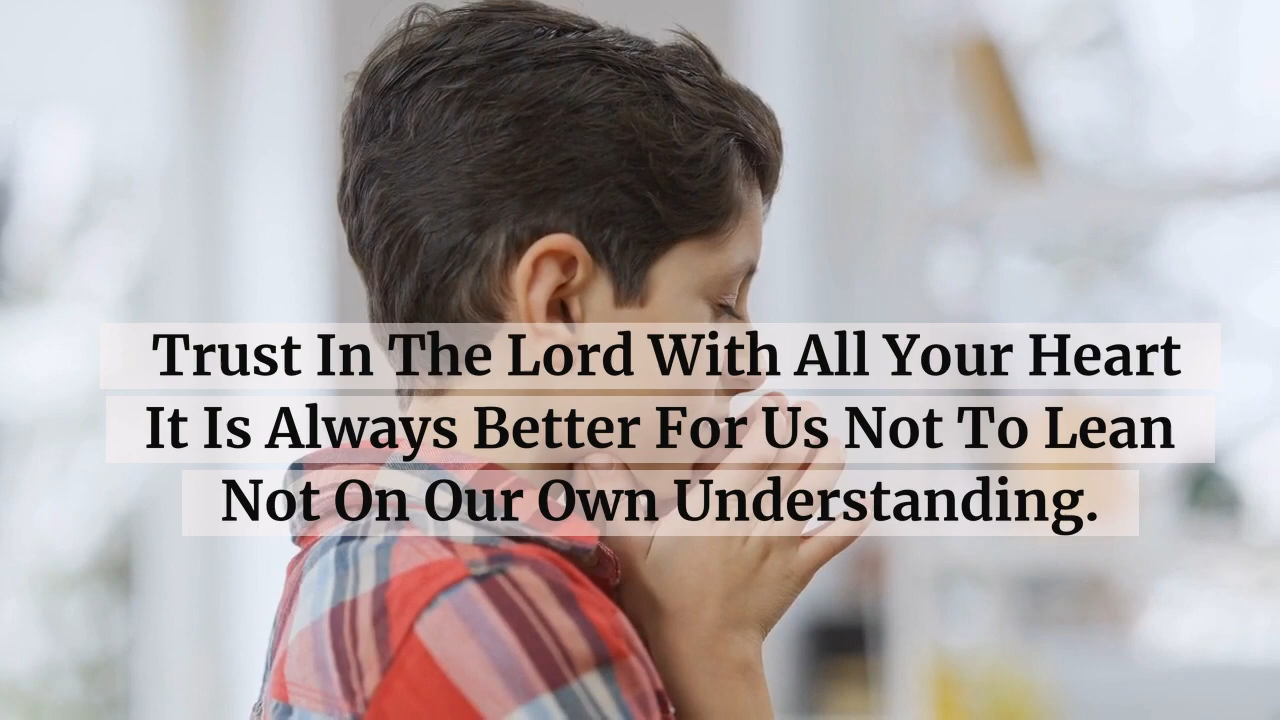 Trust In The Lord With All Your Heart
It Is Always Better For Us Not To Lean
Not On Our Own Understanding.